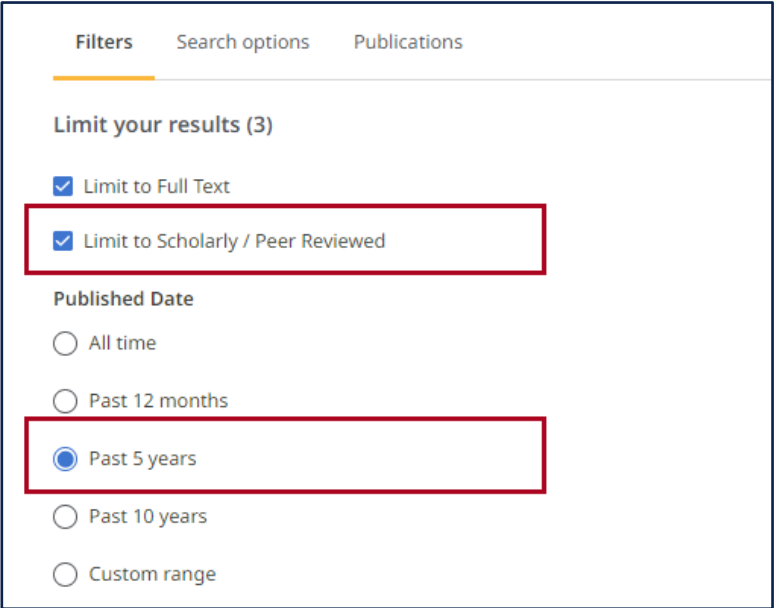 Filters Search options Publications
Limit your results (3)
Limit to Full Text
Limit to Scholarly / Peer Reviewed
Published Date
All time
Past 12 months
Past 5 years
Past 10 years
Custom range